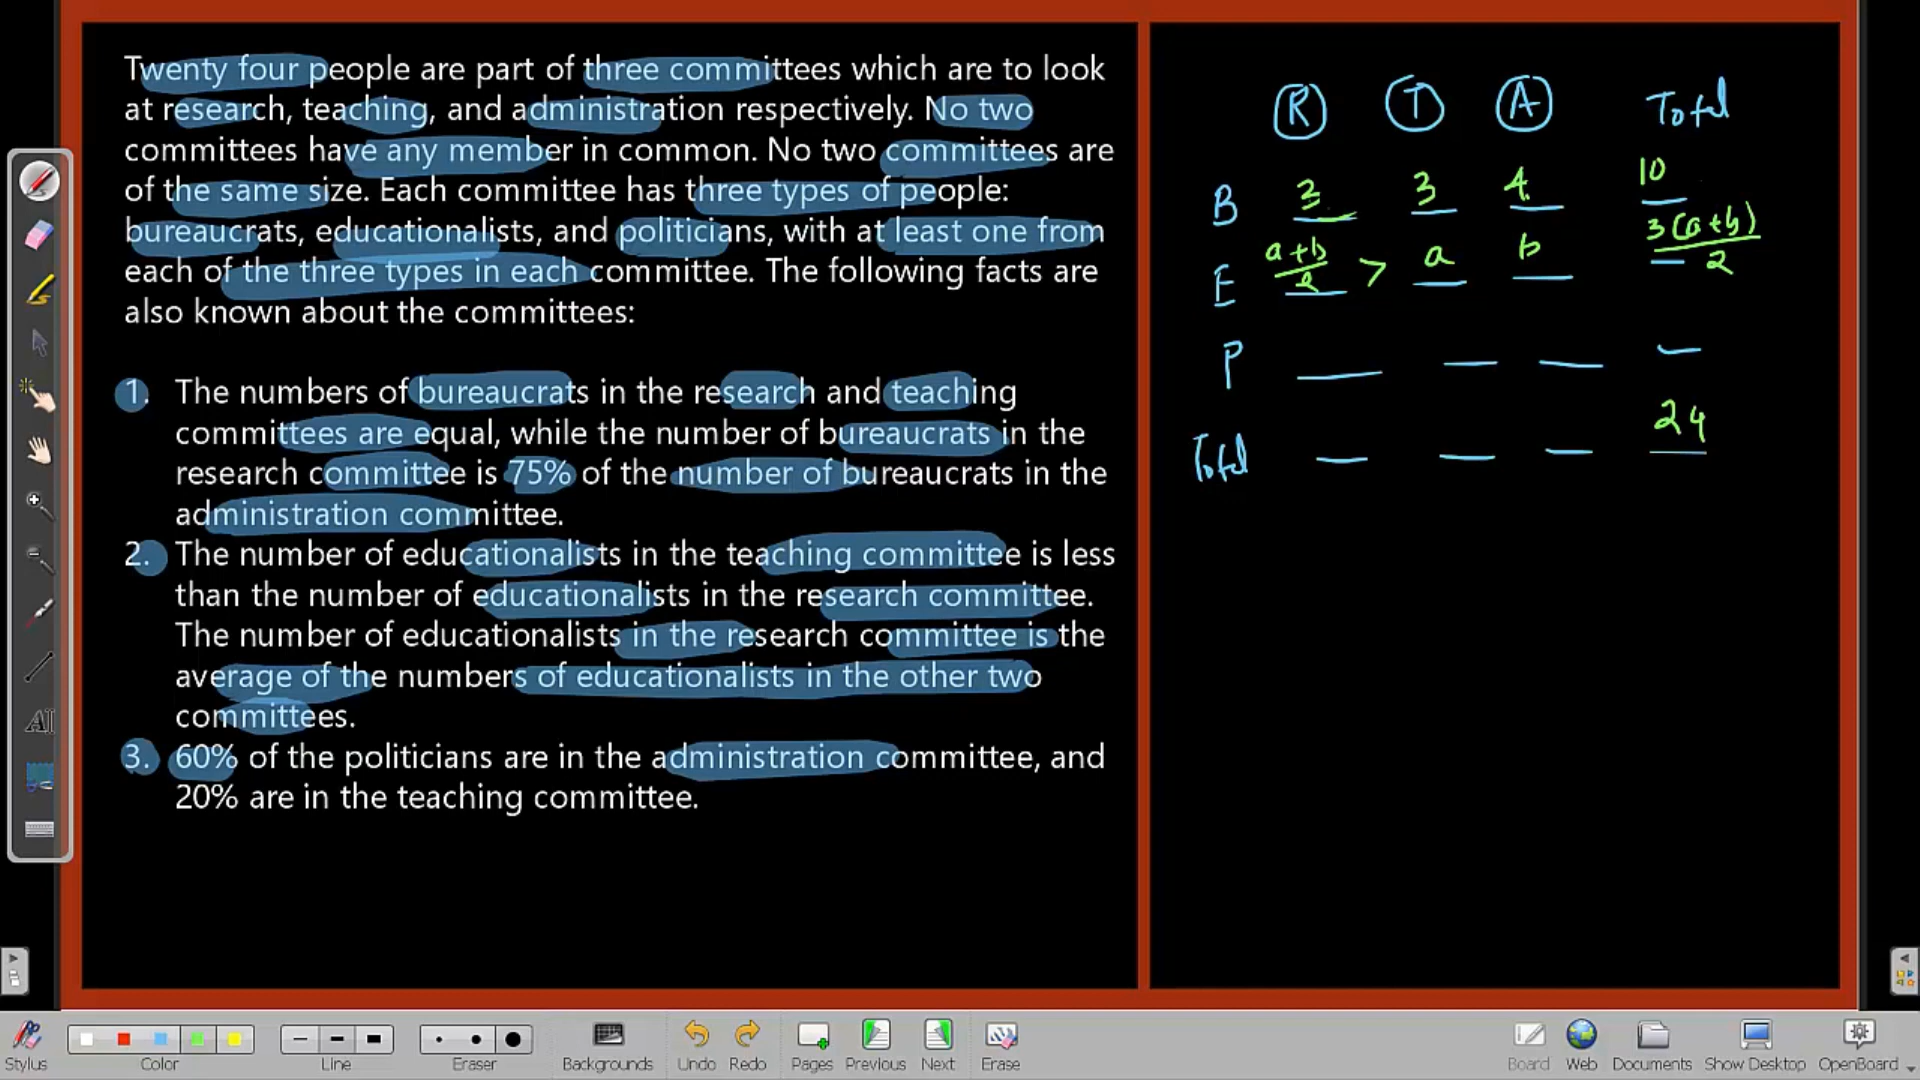 Twenty four people are part of three committees which are to look
at research, teaching, and administration respectively. No two
committees have any member in common. No two committees are
of the same size. Each committee has three types of people:
bureaucrats, educationalists, and politicians, with at least one from
each of the three types in each committee. The following facts are
also known about the committees:
1. The numbers of bureaucrats in the research and teaching
committees are equal, while the number of bureaucrats in the
research committee is 75% of the number of bureaucrats in the
administration committee.
2. The number of educationalists in the teaching committee is less
than the number of educationalists in the research committee.
The number of educationalists in the research committee is the
average of the numbers of educationalists in the other two
committees.
3. 60% of the politicians are in the administration committee, and
20% are in the teaching committee.
R T A Total
B 3 3 4 10
E a+b/2 > a b 3(a+b)/2
P
Total 24
Stylus Color Line Eraser Backgrounds Undo Redo Pages Previous Next Erase Board Web Documents Show Desktop OpenBoard